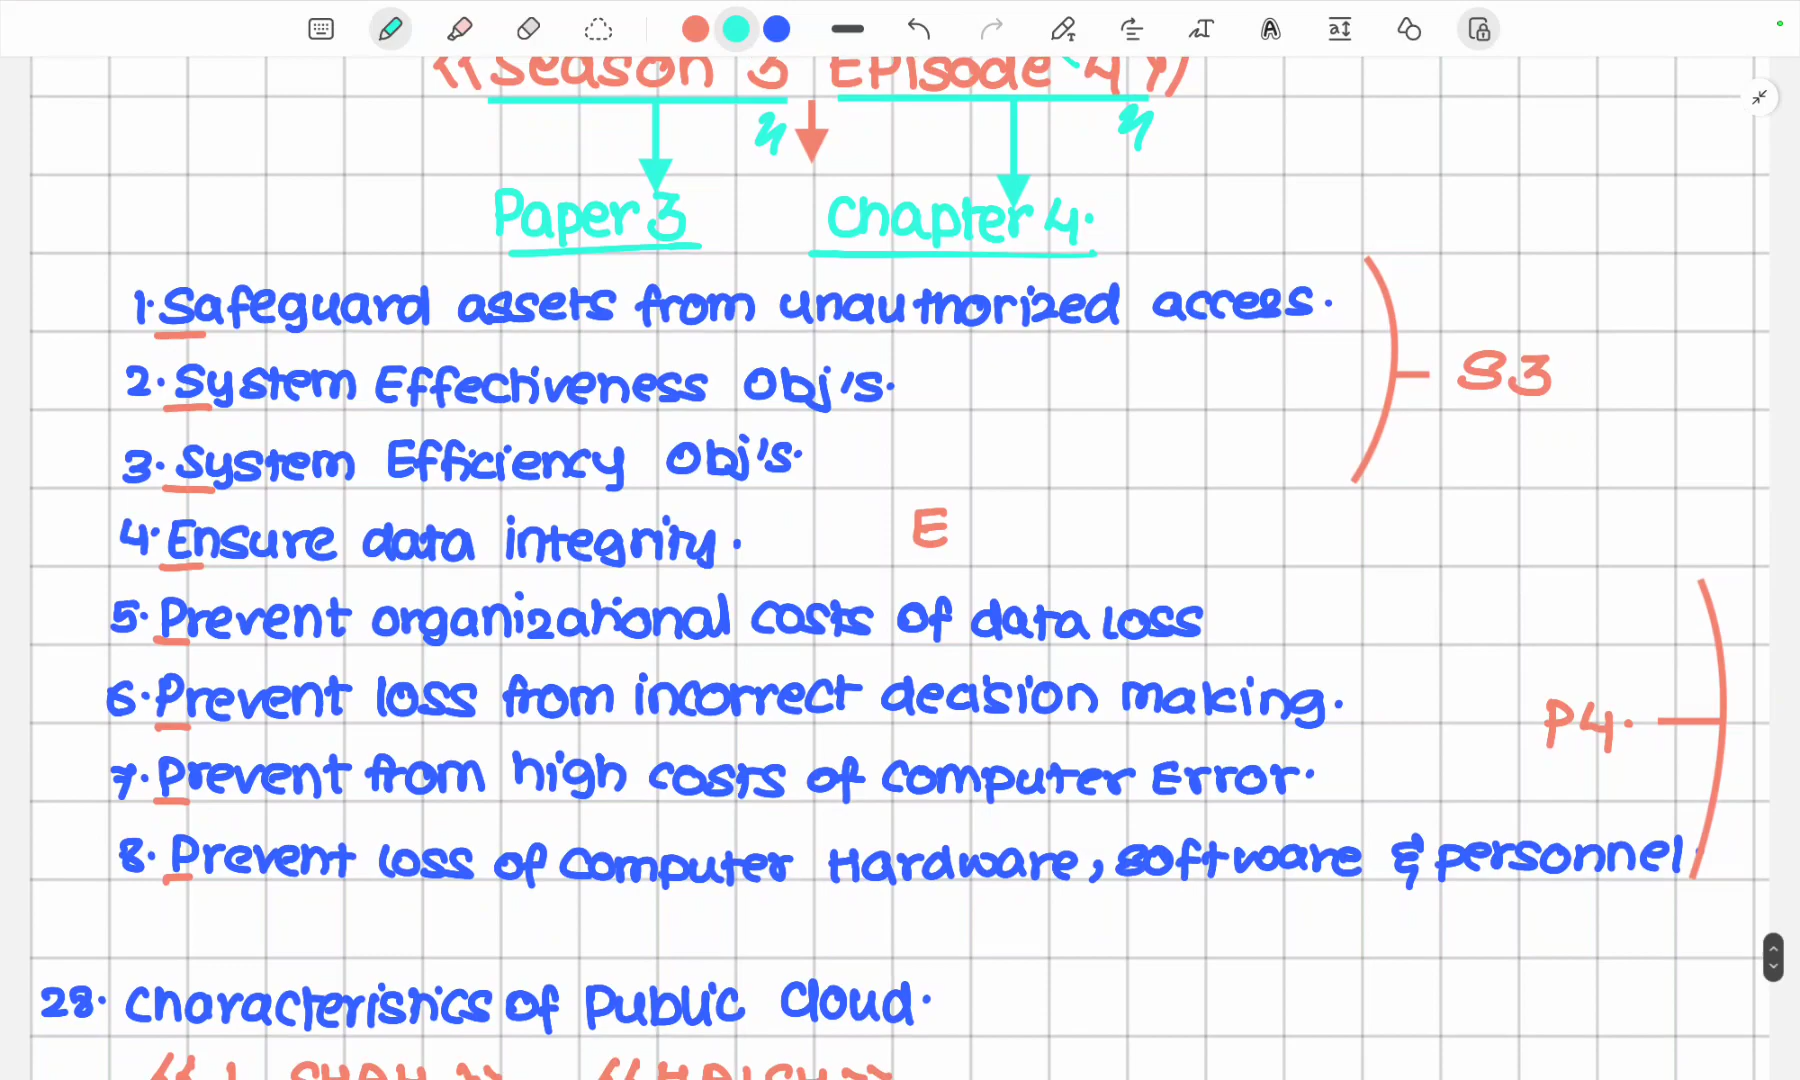 “Season 3 Episode 4”
Paper 3 Chapter 4.
1. Safeguard assets from unauthorized access.
2. System Effectiveness Obj's.
3. System Efficiency Obj's.
S3
4. Ensure data integrity.
E
5. Prevent organizational costs of data loss
6. Prevent loss from incorrect decision making.
7. Prevent from high costs of computer Error.
8. Prevent loss of computer Hardware, software & personnel.
P4.
28. Characteristics of Public Cloud.